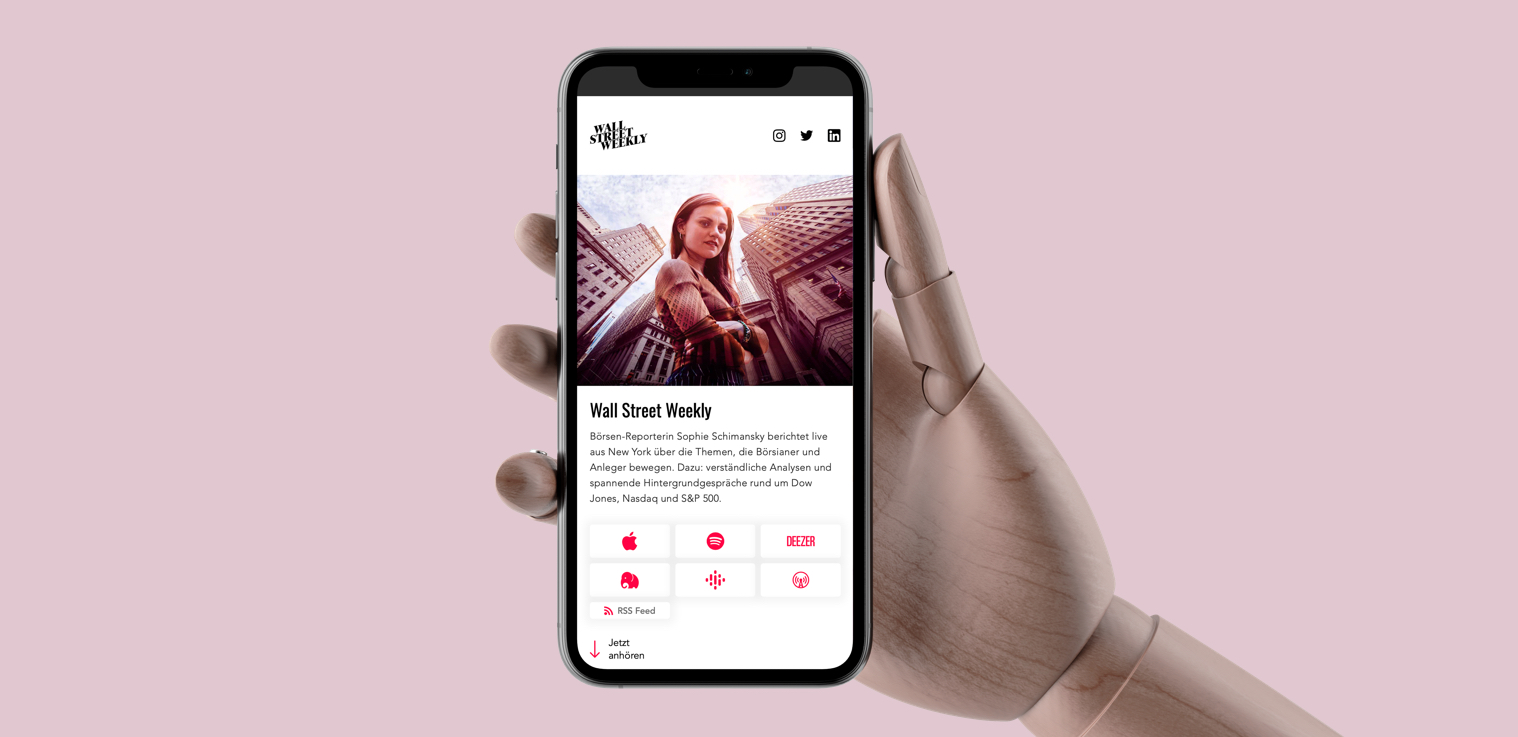 WALL
STREET
WEEKLY
Wall Street Weekly
Börsen-Reporterin Sophie Schimansky berichtet live
aus New York über die Themen, die Börsianer und
Anleger bewegen. Dazu: verständliche Analysen und
spannende Hintergrundgespräche rund um Dow
Jones, Nasdaq und S&P 500.
DEEZER
RSS Feed
Jetzt
anhören